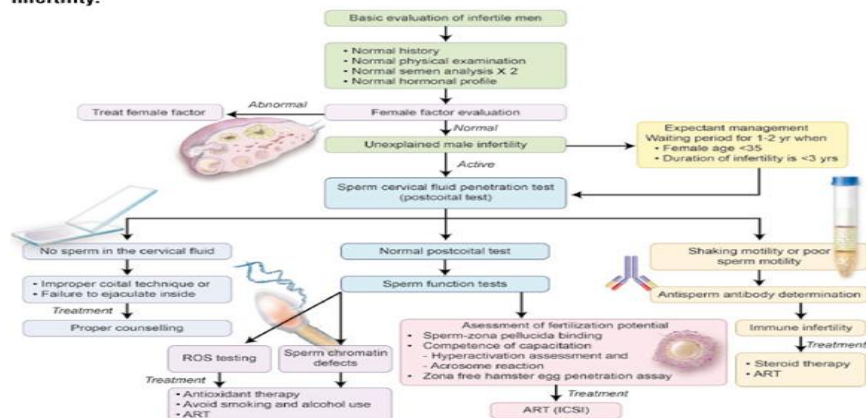 infertility.
Basic evaluation of infertile men
• Normal history
• Normal physical examination
• Normal semen analysis X 2
• Normal hormonal profile
Treat female factor
Abnormal
Female factor evaluation
Normal
Unexplained male infertility
Expectant management
Waiting period for 1-2 yr when
• Female age <35
• Duration of infertility is <3 yrs
Active
Sperm cervical fluid penetration test
(postcoital test)
No sperm in the cervical fluid
Normal postcoital test
Shaking motility or poor
sperm motility
• Improper coital technique or
• Failure to ejaculate inside
Sperm function tests
Antisperm antibody determination
Treatment
Proper counselling
ROS testing
Sperm chromatin
defects
Asessment of fertilization potential
• Sperm-zona pellucida binding
• Competence of capacitation
- Hyperactivation assessment and
- Acrosome reaction
• Zona free hamster egg penetration assay
Immune infertility
Treatment
• Steroid therapy
• ART
Treatment
• Antioxidant therapy
• Avoid smoking and alcohol use
• ART
Treatment
ART (ICSI)